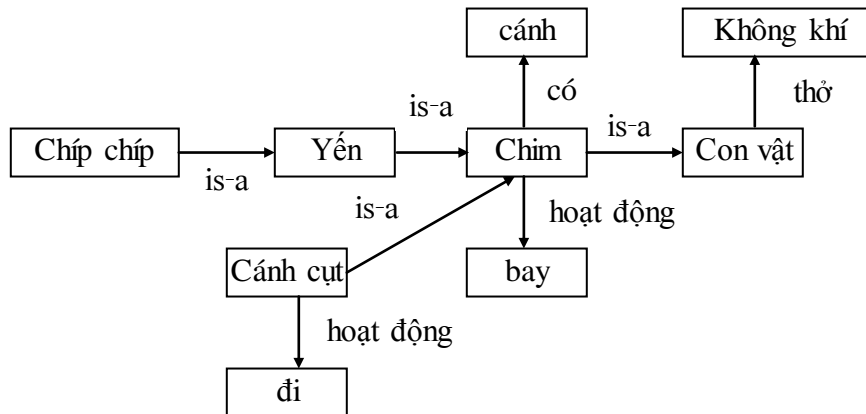 cánh
Không khí
có
thở
is-a
is-a
Chíp chíp
Yến
Chim
Con vật
is-a
is-a
hoạt động
Cánh cụt
bay
hoạt động
đi